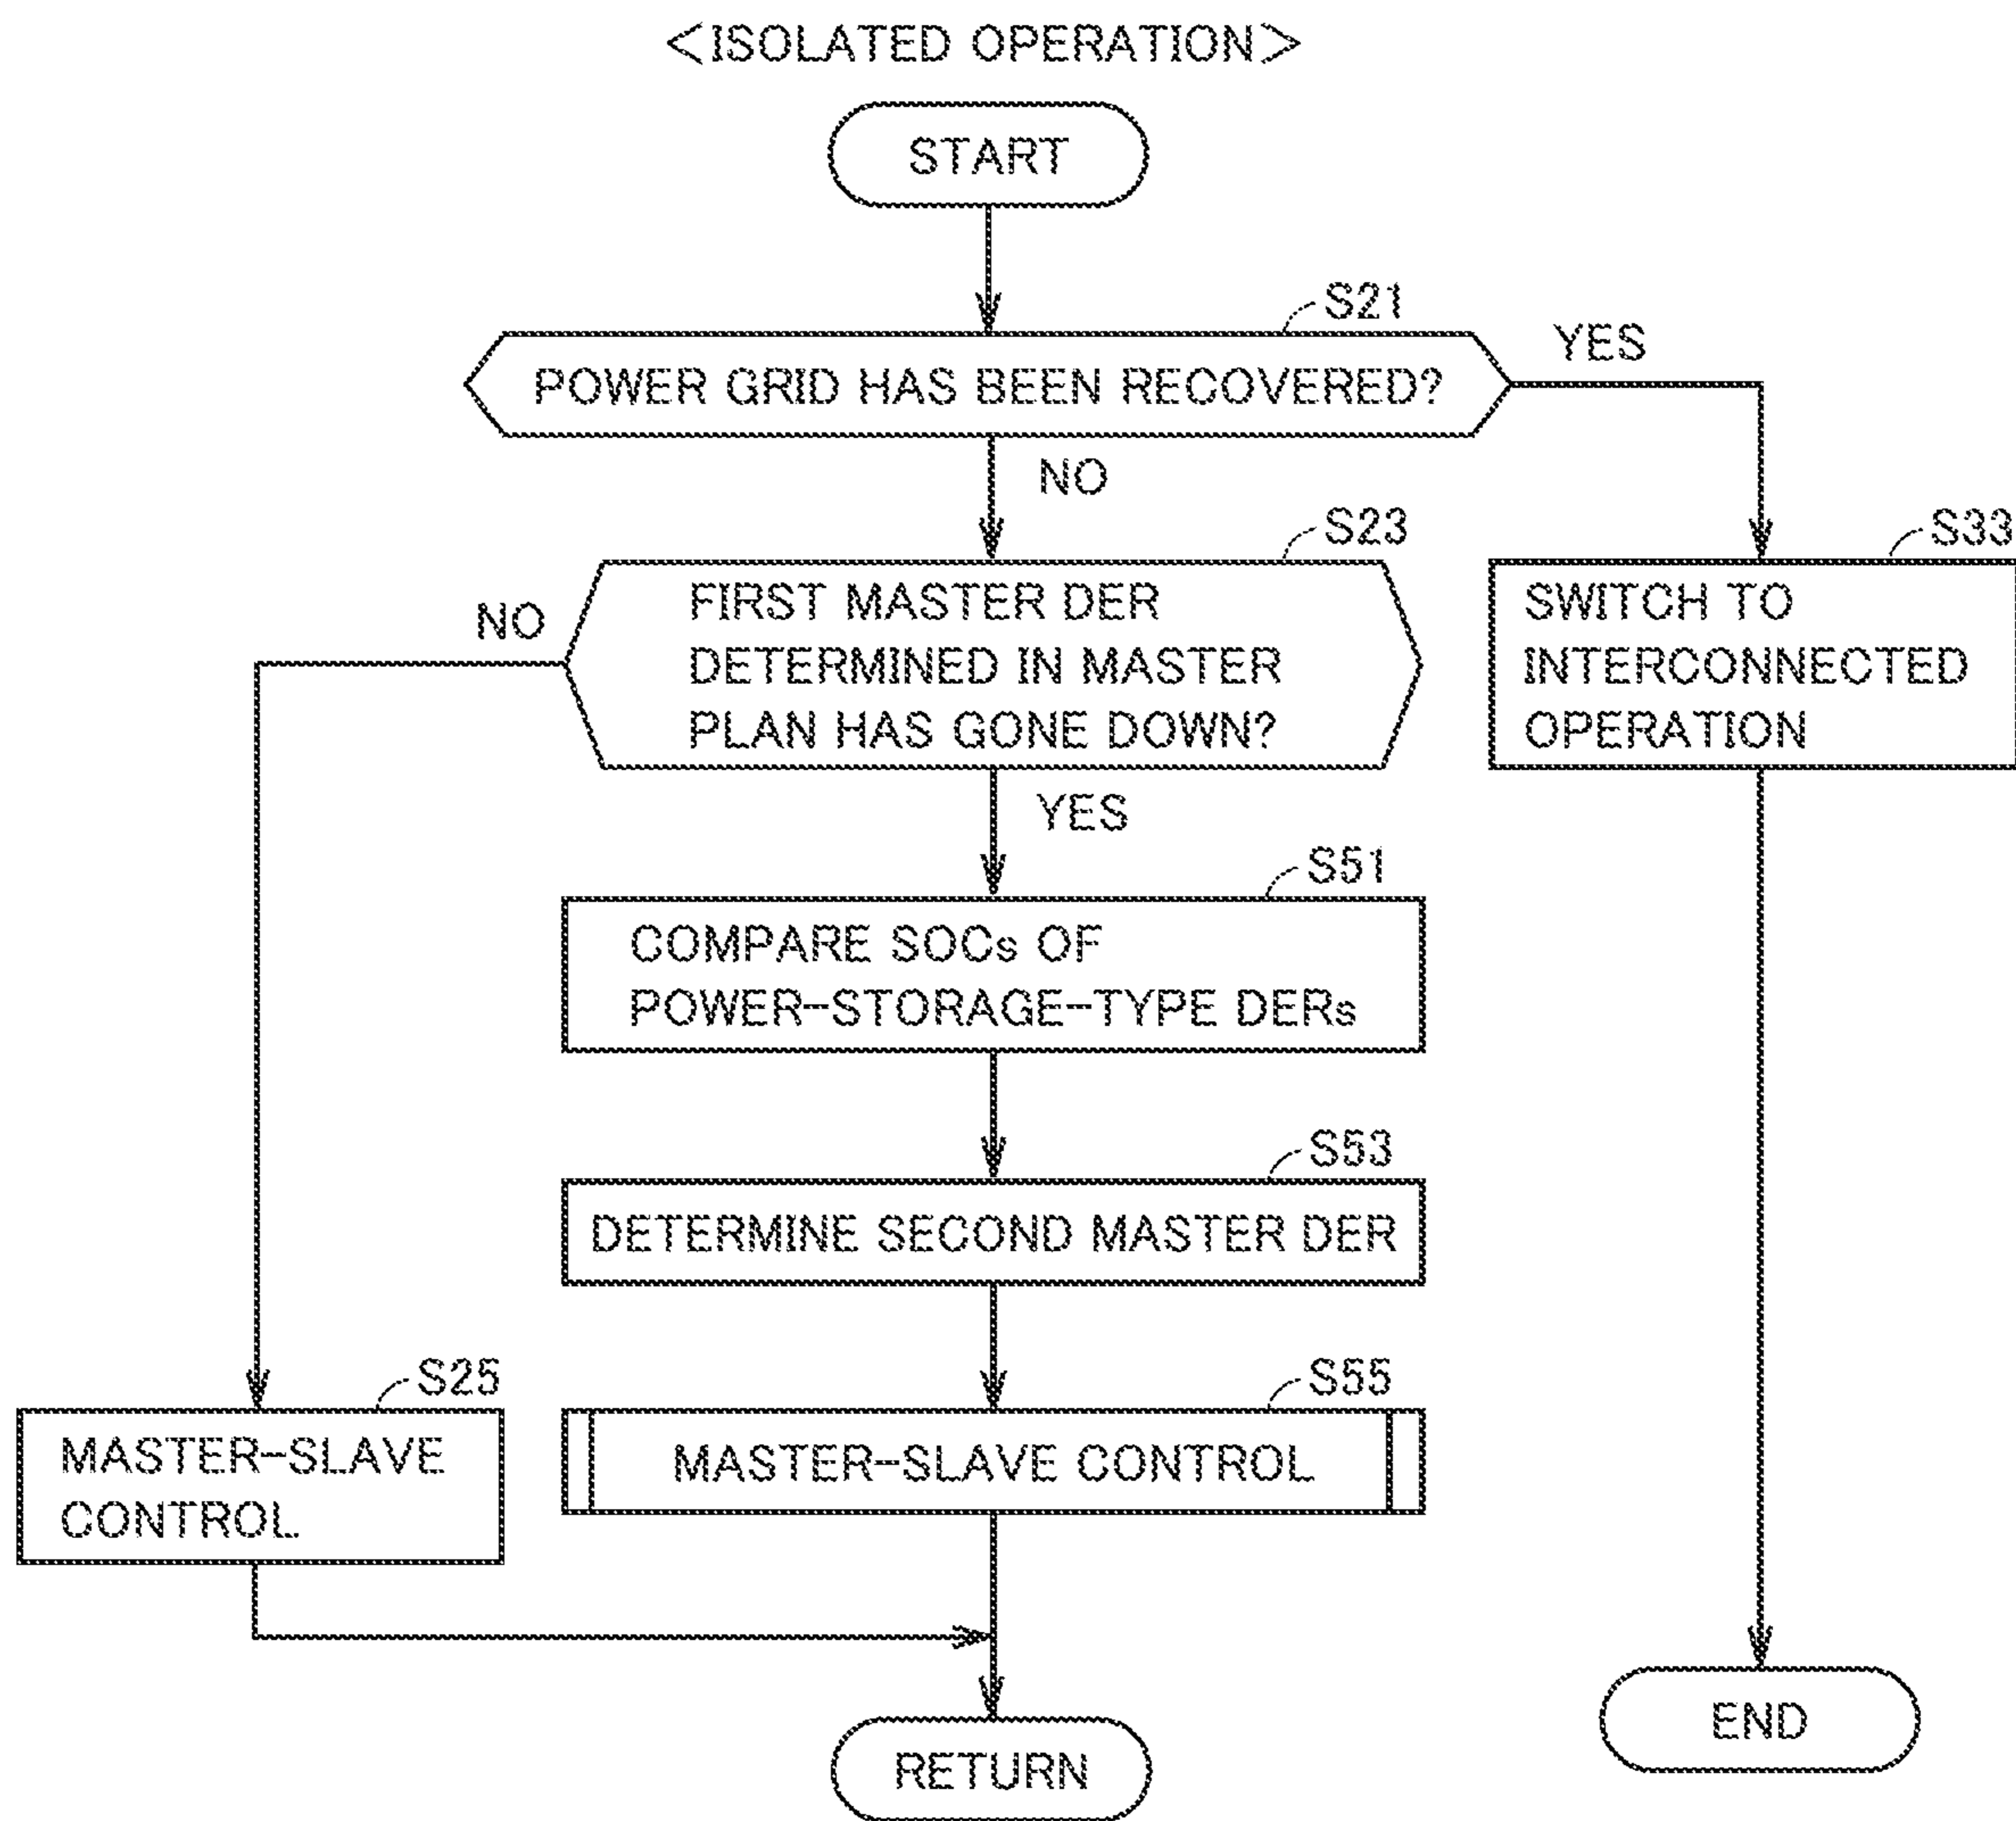 <ISOLATED OPERATION>
START
S21
POWER GRID HAS BEEN RECOVERED?
YES
NO
S23
FIRST MASTER DER
DETERMINED IN MASTER
PLAN HAS GONE DOWN?
NO
YES
S33
SWITCH TO
INTERCONNECTED
OPERATION
S51
COMPARE SOCs OF
POWER-STORAGE-TYPE DERs
S53
DETERMINE SECOND MASTER DER
S25
MASTER-SLAVE
CONTROL
S55
MASTER-SLAVE CONTROL
RETURN
END